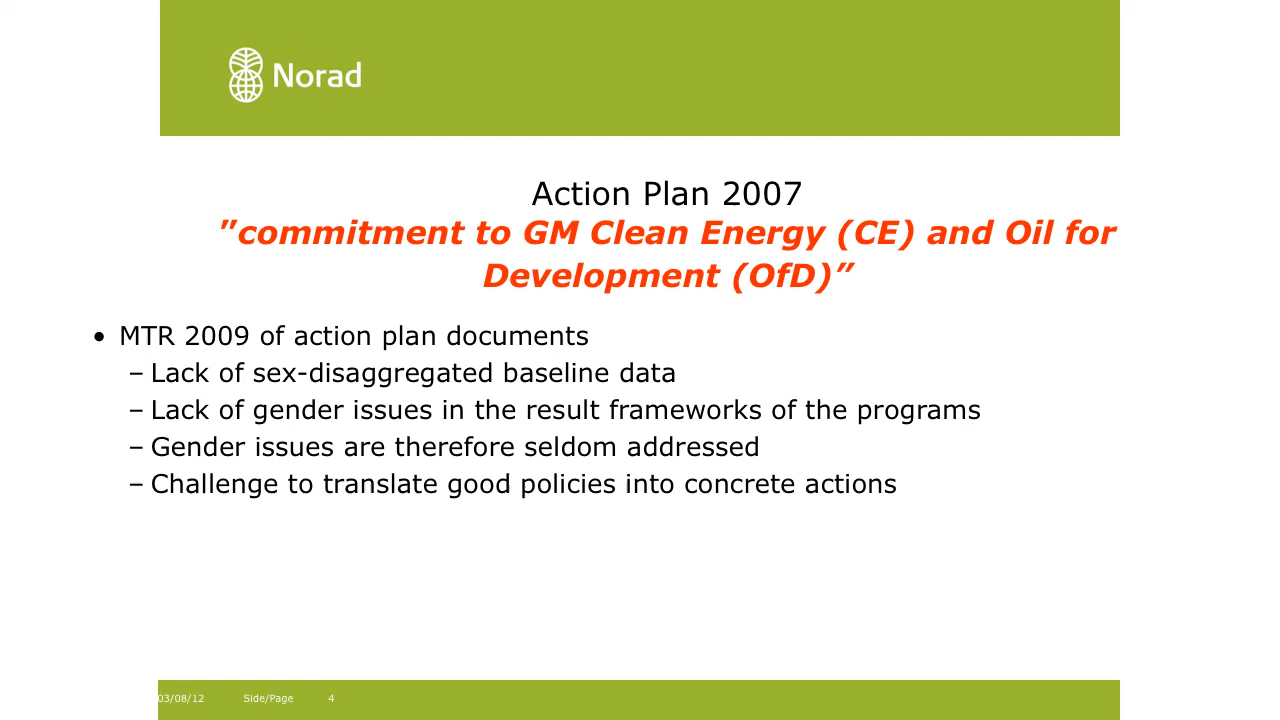 Norad
Action Plan 2007
”commitment to GM Clean Energy (CE) and Oil for
Development (OfD)”
• MTR 2009 of action plan documents
– Lack of sex-disaggregated baseline data
– Lack of gender issues in the result frameworks of the programs
– Gender issues are therefore seldom addressed
– Challenge to translate good policies into concrete actions
03/08/12 Side/Page 4